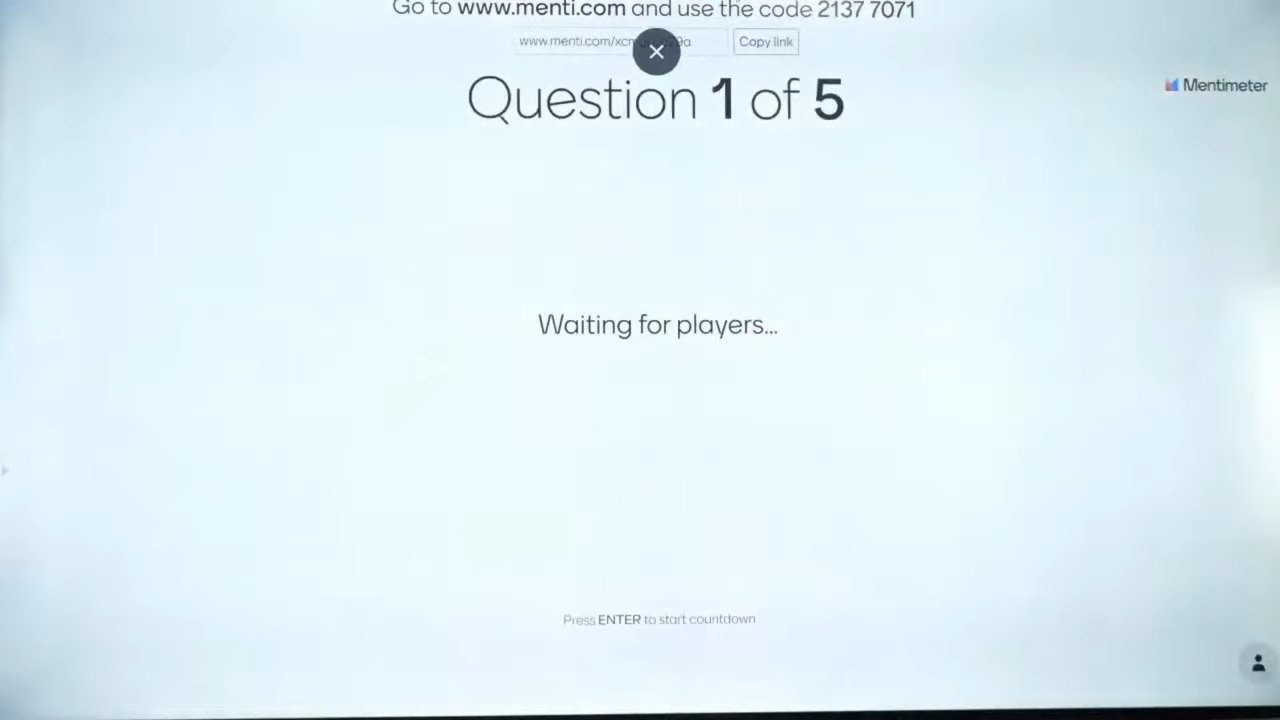 Go to www.menti.com and use the code 2137 7071
Copy link
Question 1 of 5
Mentimeter
Waiting for players...
Press ENTER to start countdown